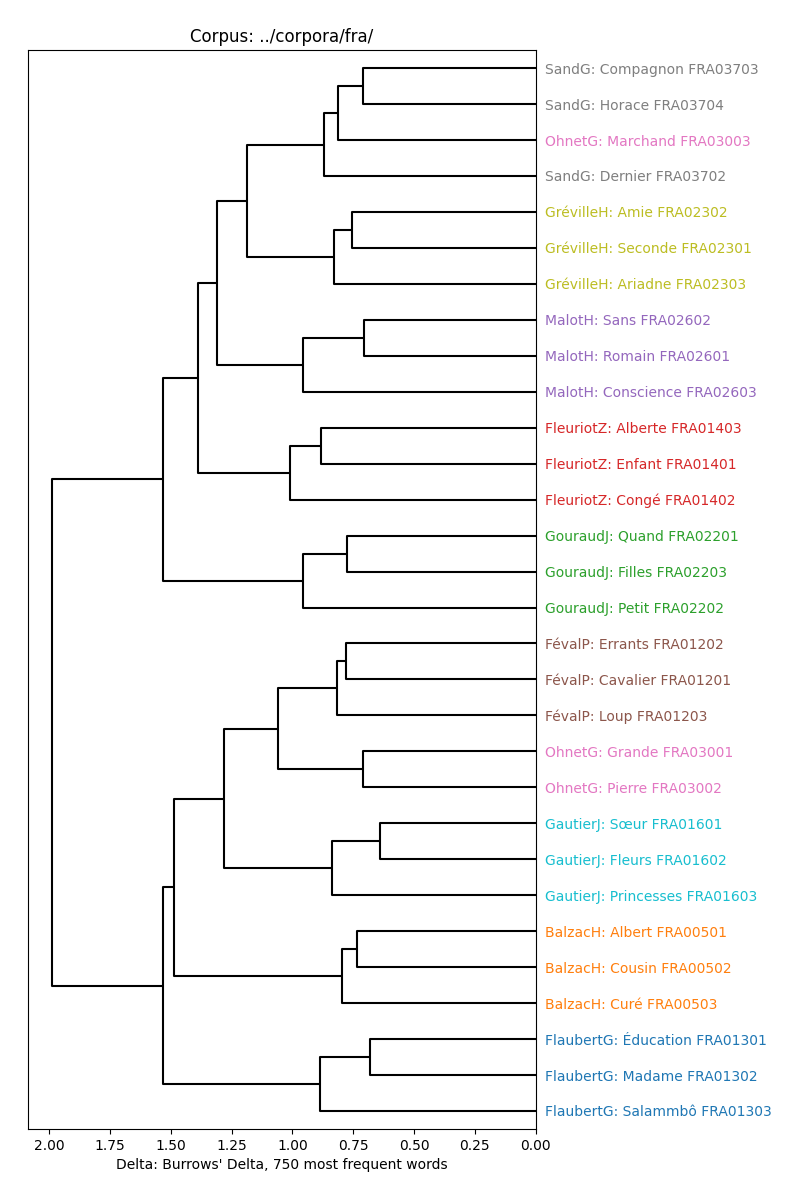 Corpus: ../corpora/fra/
SandG: Compagnon FRA03703
SandG: Horace FRA03704
OhnetG: Marchand FRA03003
SandG: Dernier FRA03702
GrévilleH: Amie FRA02302
GrévilleH: Seconde FRA02301
GrévilleH: Ariadne FRA02303
MalotH: Sans FRA02602
MalotH: Romain FRA02601
MalotH: Conscience FRA02603
FleuriotZ: Alberte FRA01403
FleuriotZ: Enfant FRA01401
FleuriotZ: Congé FRA01402
GouraudJ: Quand FRA02201
GouraudJ: Filles FRA02203
GouraudJ: Petit FRA02202
FévalP: Errants FRA01202
FévalP: Cavalier FRA01201
FévalP: Loup FRA01203
OhnetG: Grande FRA03001
OhnetG: Pierre FRA03002
GautierJ: Sœur FRA01601
GautierJ: Fleurs FRA01602
GautierJ: Princesses FRA01603
BalzacH: Albert FRA00501
BalzacH: Cousin FRA00502
BalzacH: Curé FRA00503
FlaubertG: Éducation FRA01301
FlaubertG: Madame FRA01302
FlaubertG: Salammbô FRA01303
2.00 1.75 1.50 1.25 1.00 0.75 0.50 0.25 0.00
Delta: Burrows' Delta, 750 most frequent words